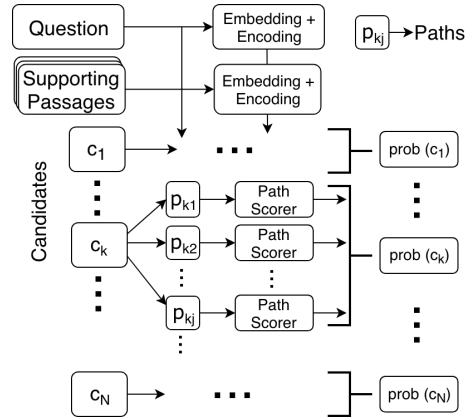 Question
Embedding +
Encoding
p_kj
Paths
Supporting
Passages
Embedding +
Encoding
Candidates
c_1
prob (c_1)
p_k1
Path
Scorer
c_k
p_k2
Path
Scorer
prob (c_k)
p_kj
Path
Scorer
c_N
prob (c_N)